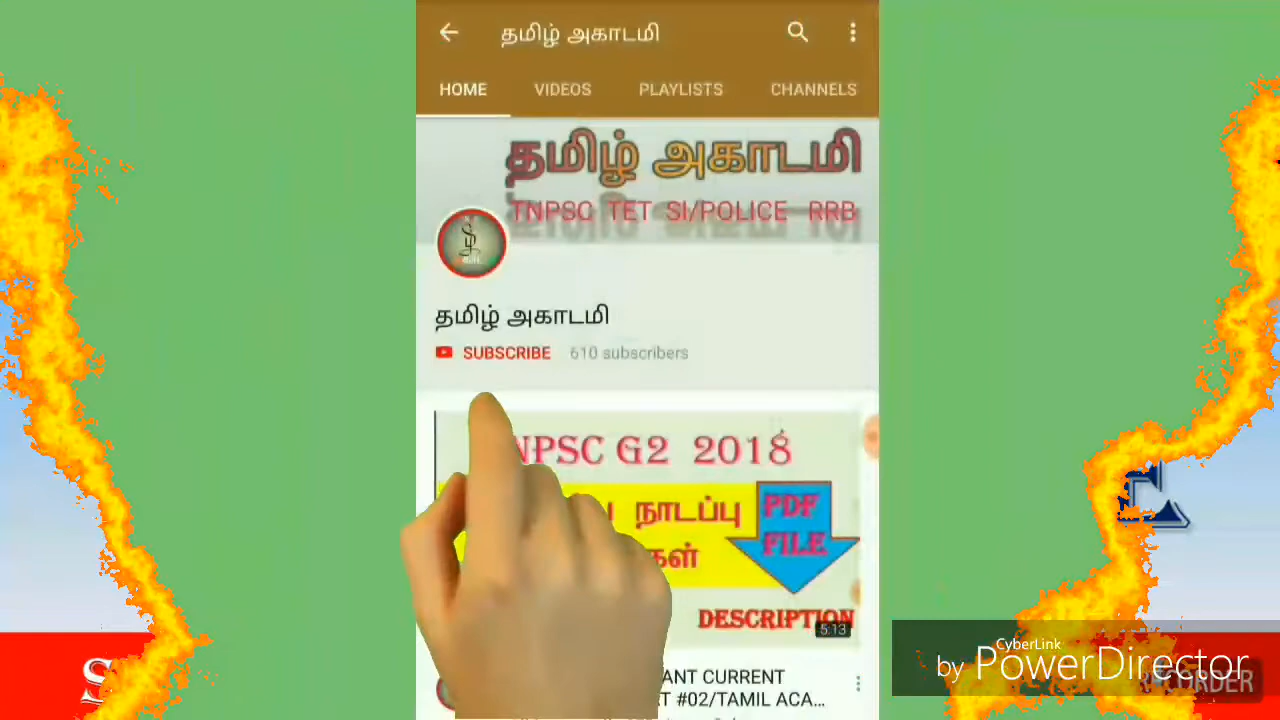 தமிழ் அகாடமி
HOME VIDEOS PLAYLISTS CHANNELS
தமிழ் அகாடமி
TNPSC TET SI/POLICE RRB
தமிழ் அகாடமி
SUBSCRIBE 610 subscribers
NPSC G2 2018
நாடப்பு
PDF
FILE
DESCRIPTION
5:13
ANT CURRENT
#02/TAMIL ACA...
S
CyberLink
by PowerDirector